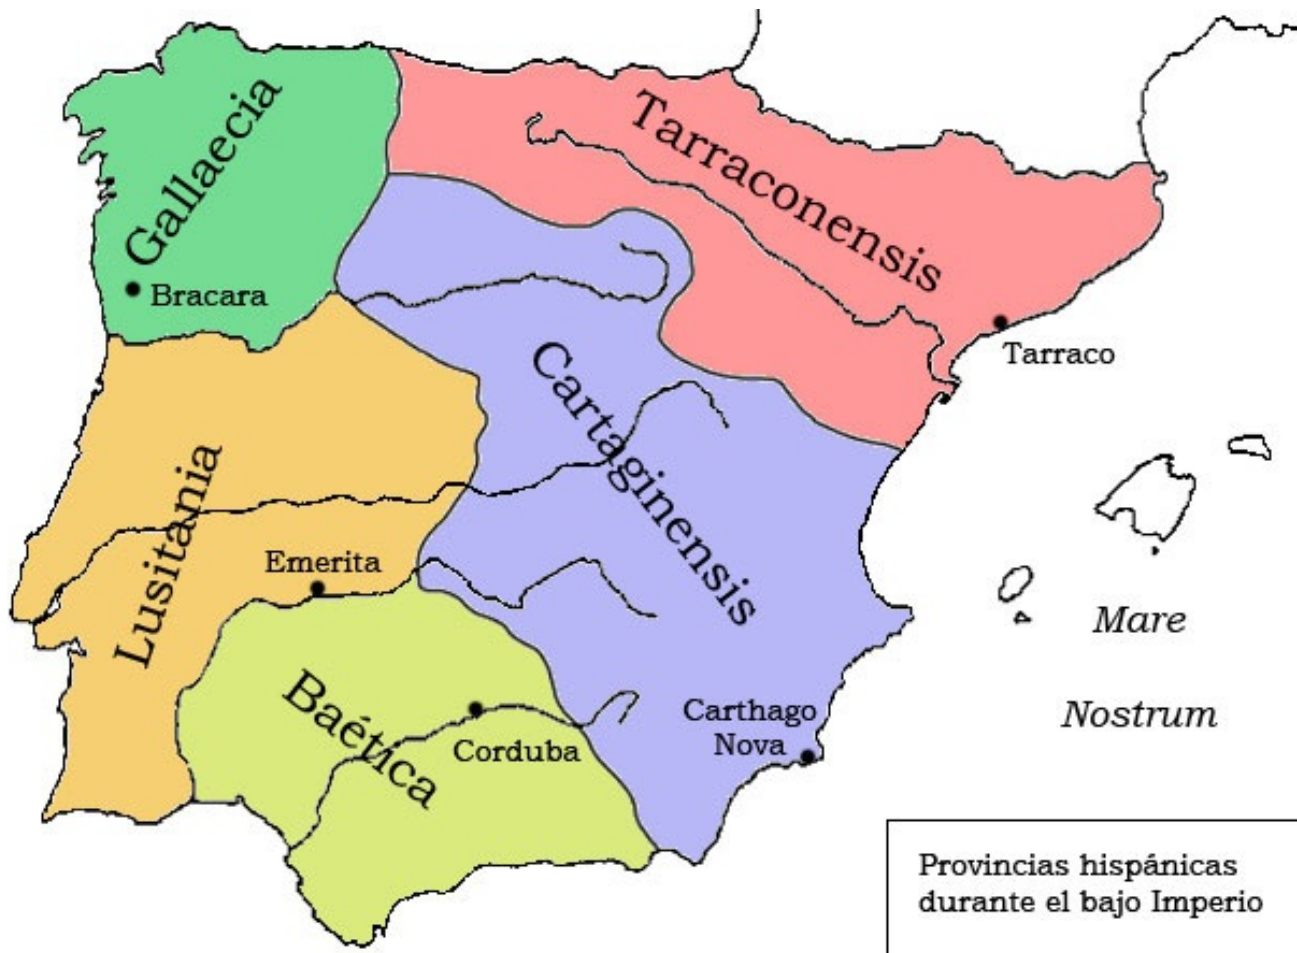 Gallaecia
Tarraconensis
Bracara
Tarraco
Cartaginensis
Lusitania
Emerita
Mare
Nostrum
Baética
Corduba
Carthago
Nova
Provincias hispánicas
durante el bajo Imperio